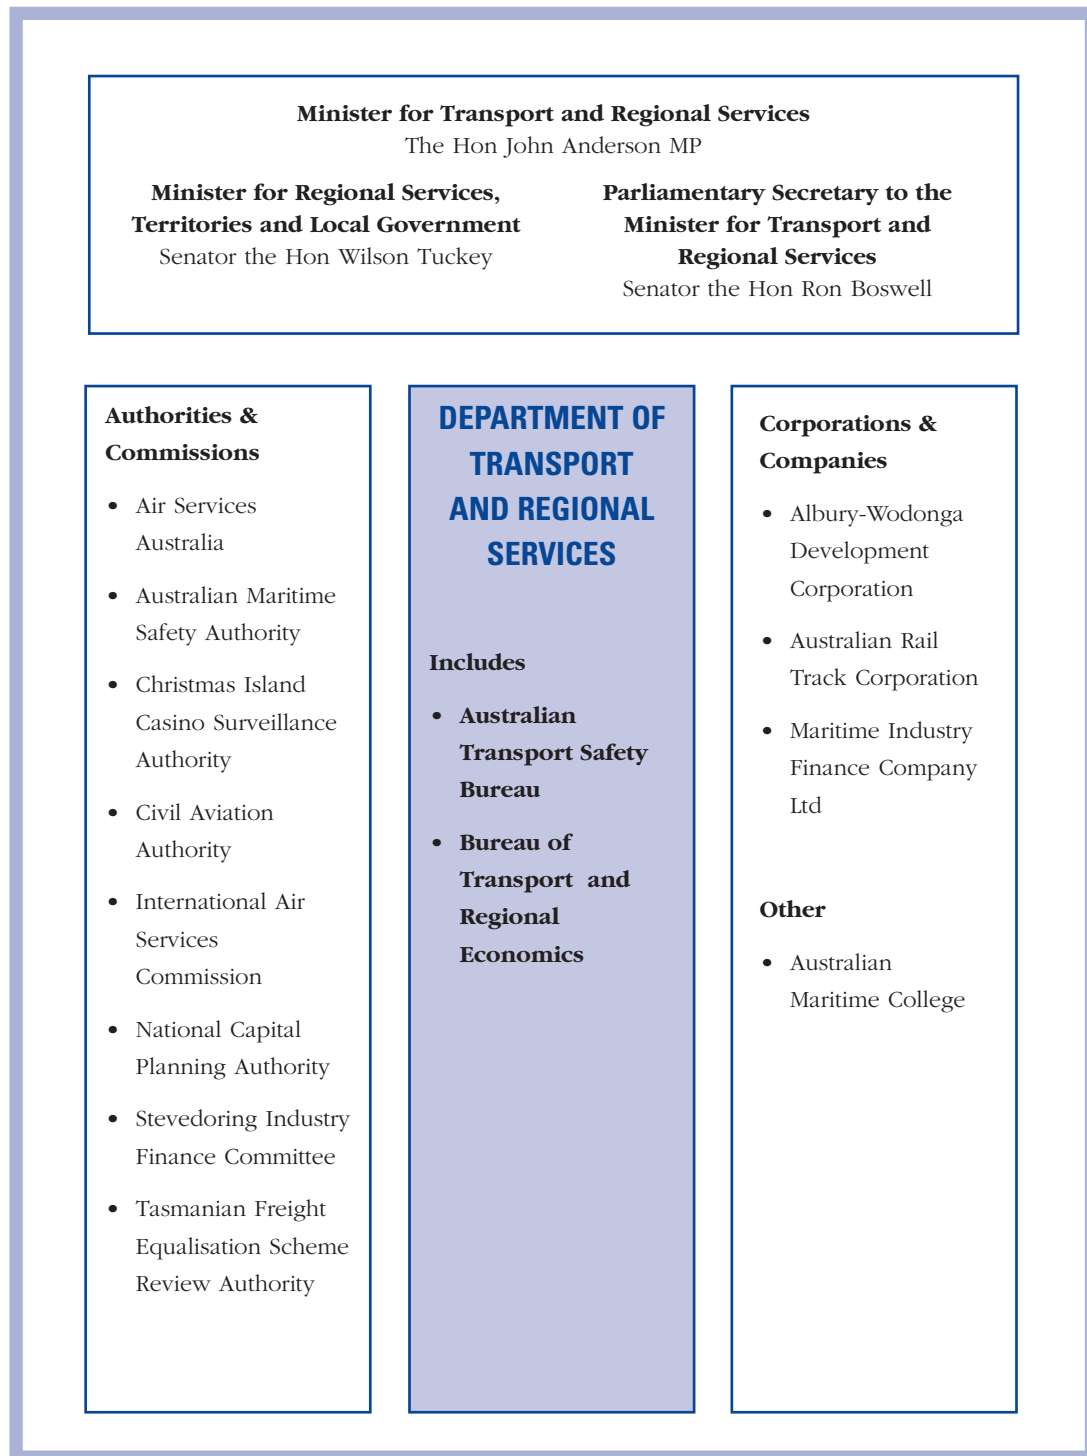 Minister for Transport and Regional Services
The Hon John Anderson MP
Minister for Regional Services,
Territories and Local Government
Senator the Hon Wilson Tuckey
Parliamentary Secretary to the
Minister for Transport and
Regional Services
Senator the Hon Ron Boswell
Authorities &
Commissions
• Air Services
Australia
• Australian Maritime
Safety Authority
• Christmas Island
Casino Surveillance
Authority
• Civil Aviation
Authority
• International Air
Services
Commission
• National Capital
Planning Authority
• Stevedoring Industry
Finance Committee
• Tasmanian Freight
Equalisation Scheme
Review Authority
DEPARTMENT OF
TRANSPORT
AND REGIONAL
SERVICES
Includes
• Australian
Transport Safety
Bureau
• Bureau of
Transport and
Regional
Economics
Corporations &
Companies
• Albury-Wodonga
Development
Corporation
• Australian Rail
Track Corporation
• Maritime Industry
Finance Company
Ltd
Other
• Australian
Maritime College